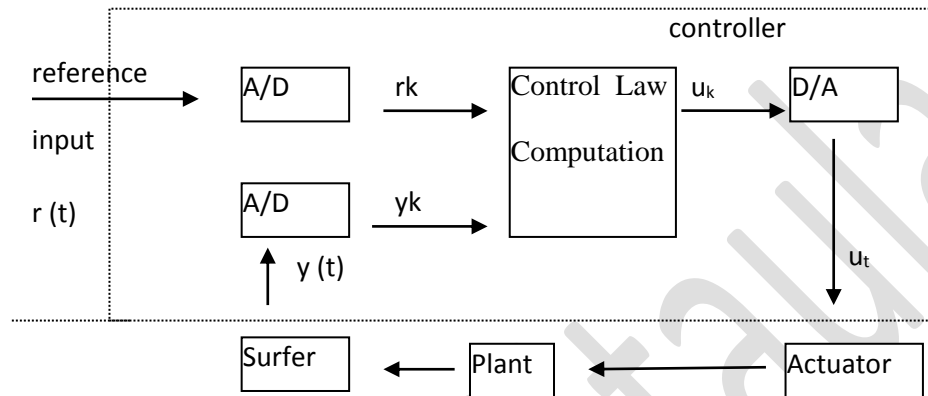 controller
reference
input
r (t)
A/D
rk
Control Law
Computation
uk
D/A
A/D
yk
y (t)
ut
Surfer
Plant
Actuator